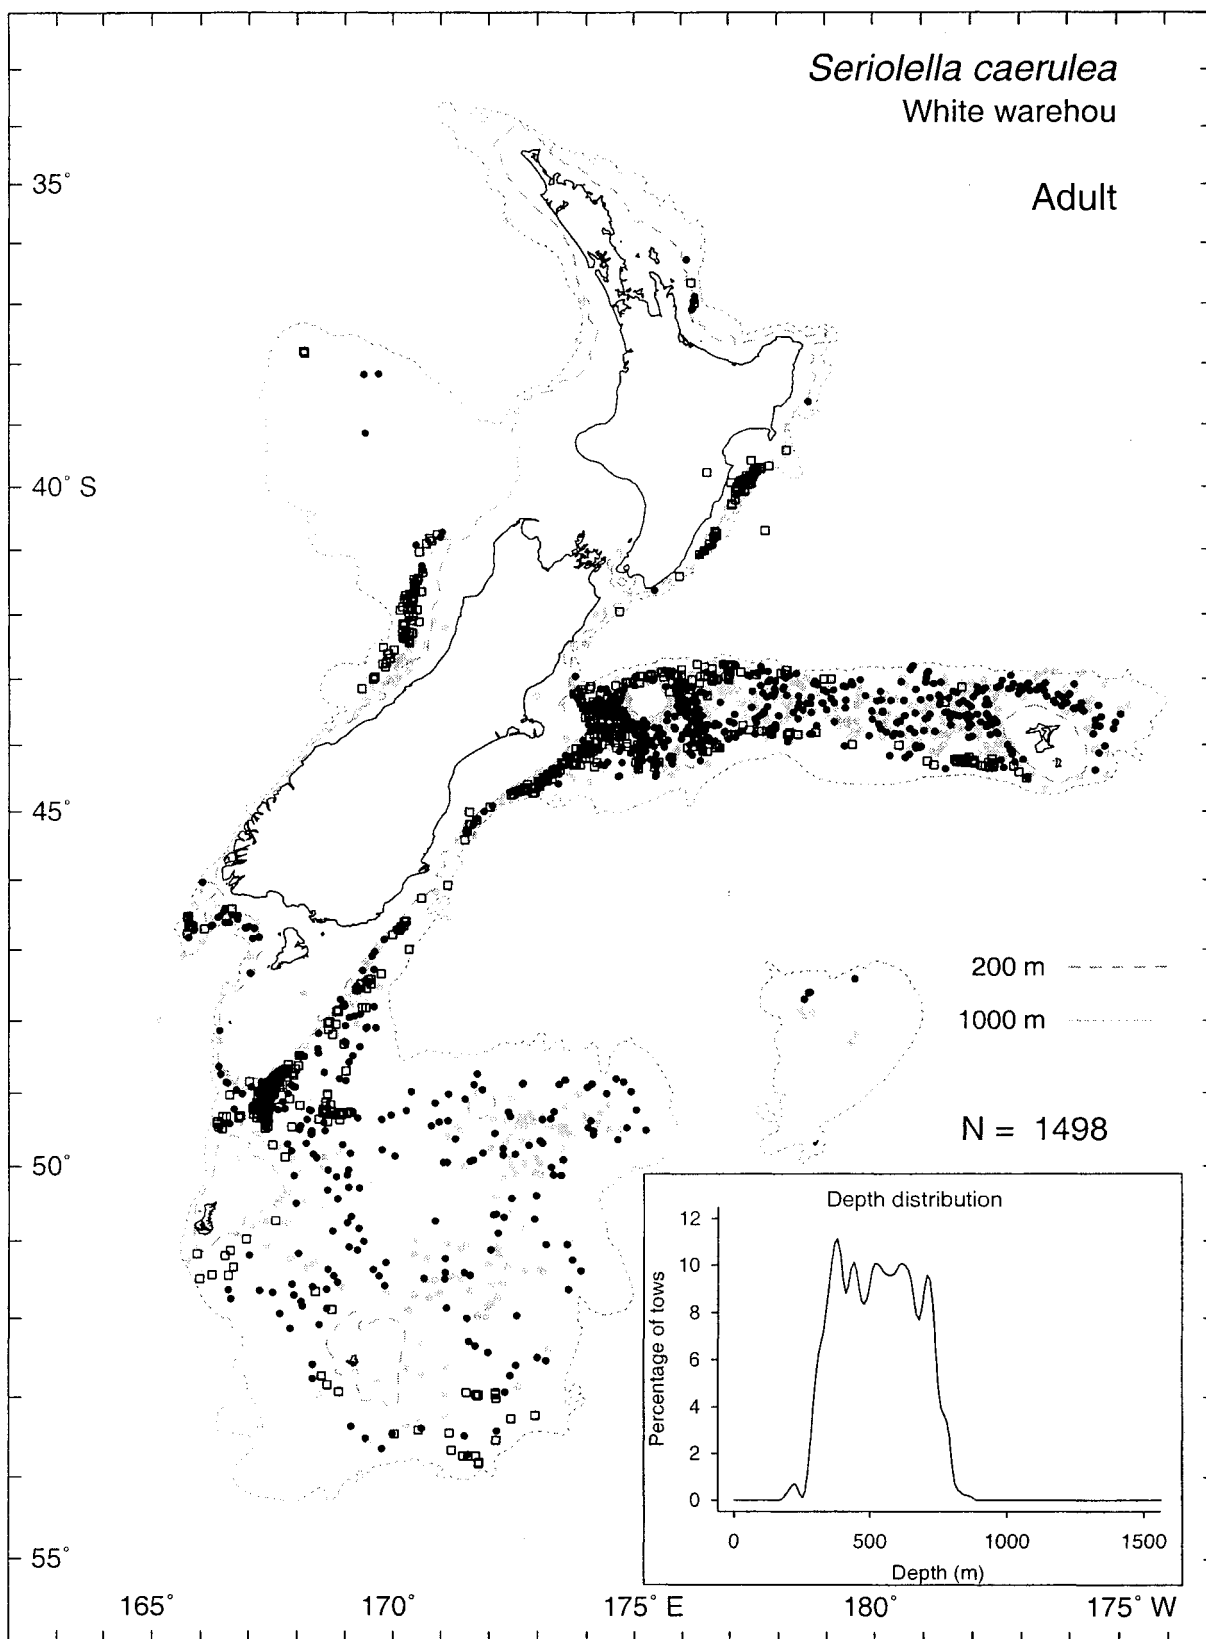 Seriolella caerulea
White warehou
Adult
35°
40° S
45°
200 m
1000 m
N = 1498
50°
Depth distribution
12
10
8
6
4
2
0
Percentage of tows
0 500 1000 1500
Depth (m)
55°
165° 170° 175° E 180° 175° W